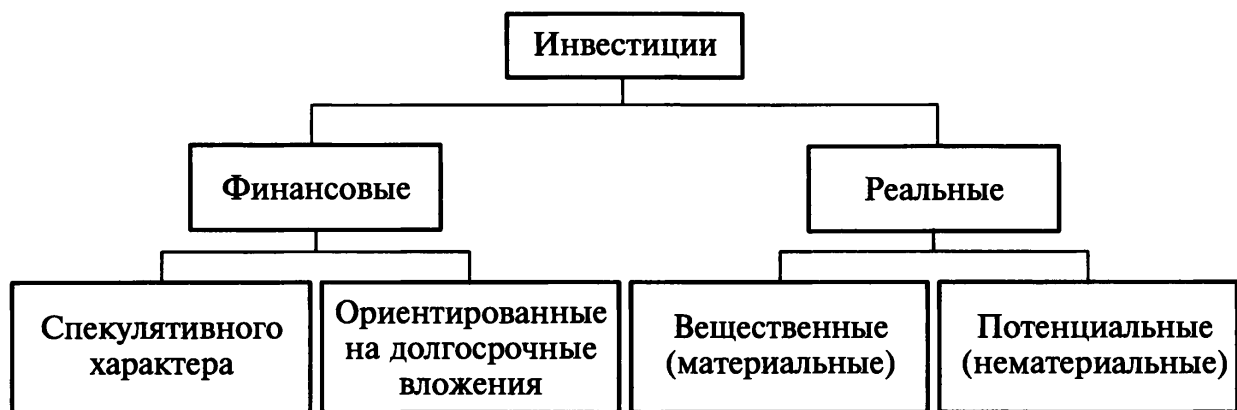 Инвестиции
Финансовые
Реальные
Спекулятивного
характера
Ориентированные
на долгосрочные
вложения
Вещественные
(материальные)
Потенциальные
(нематериальные)